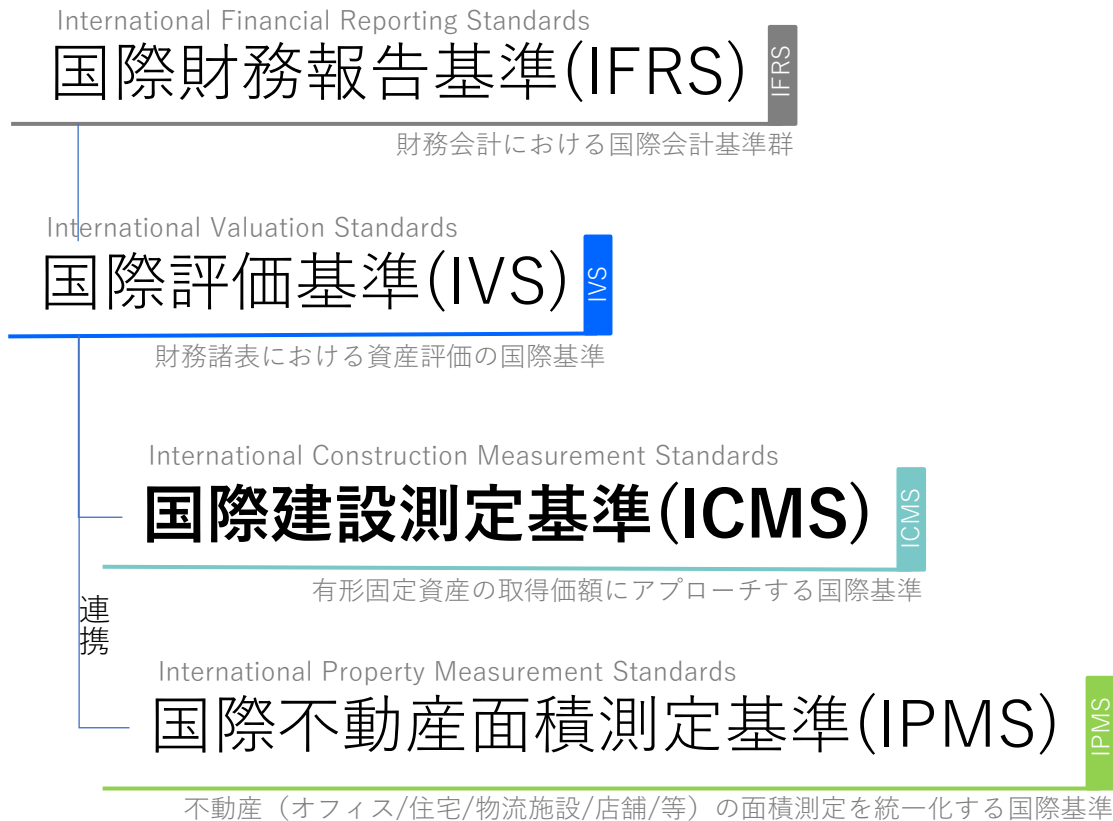 International Financial Reporting Standards
国際財務報告基準(IFRS)
IFRS
財務会計における国際会計基準群
International Valuation Standards
国際評価基準(IVS)
IVS
財務諸表における資産評価の国際基準
International Construction Measurement Standards
国際建設測定基準(ICMS)
ICMS
有形固定資産の取得価額にアプローチする国際基準
連携
International Property Measurement Standards
国際不動産面積測定基準(IPMS)
IPMS
不動産（オフィス/住宅/物流施設/店舗/等）の面積測定を統一化する国際基準